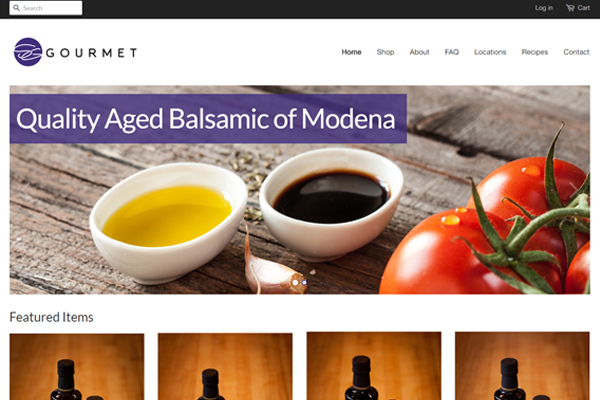 Search
Log in
Cart
GOURMET
Home
Shop
About
FAQ
Locations
Recipes
Contact
Quality Aged Balsamic of Modena
Featured Items